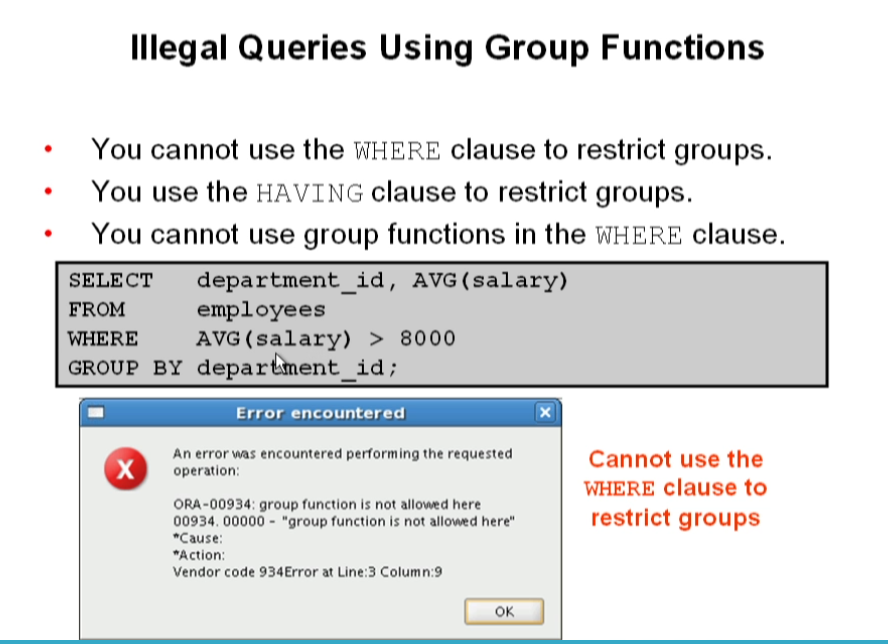 Illegal Queries Using Group Functions
• You cannot use the WHERE clause to restrict groups.
• You use the HAVING clause to restrict groups.
• You cannot use group functions in the WHERE clause.
SELECT department_id, AVG(salary)
FROM employees
WHERE AVG(salary) > 8000
GROUP BY department_id;
Error encountered
An error was encountered performing the requested
operation:
ORA-00934: group function is not allowed here
00934. 00000 - "group function is not allowed here"
*Cause:
*Action:
Vendor code 934Error at Line:3 Column:9
OK
Cannot use the
WHERE clause to
restrict groups